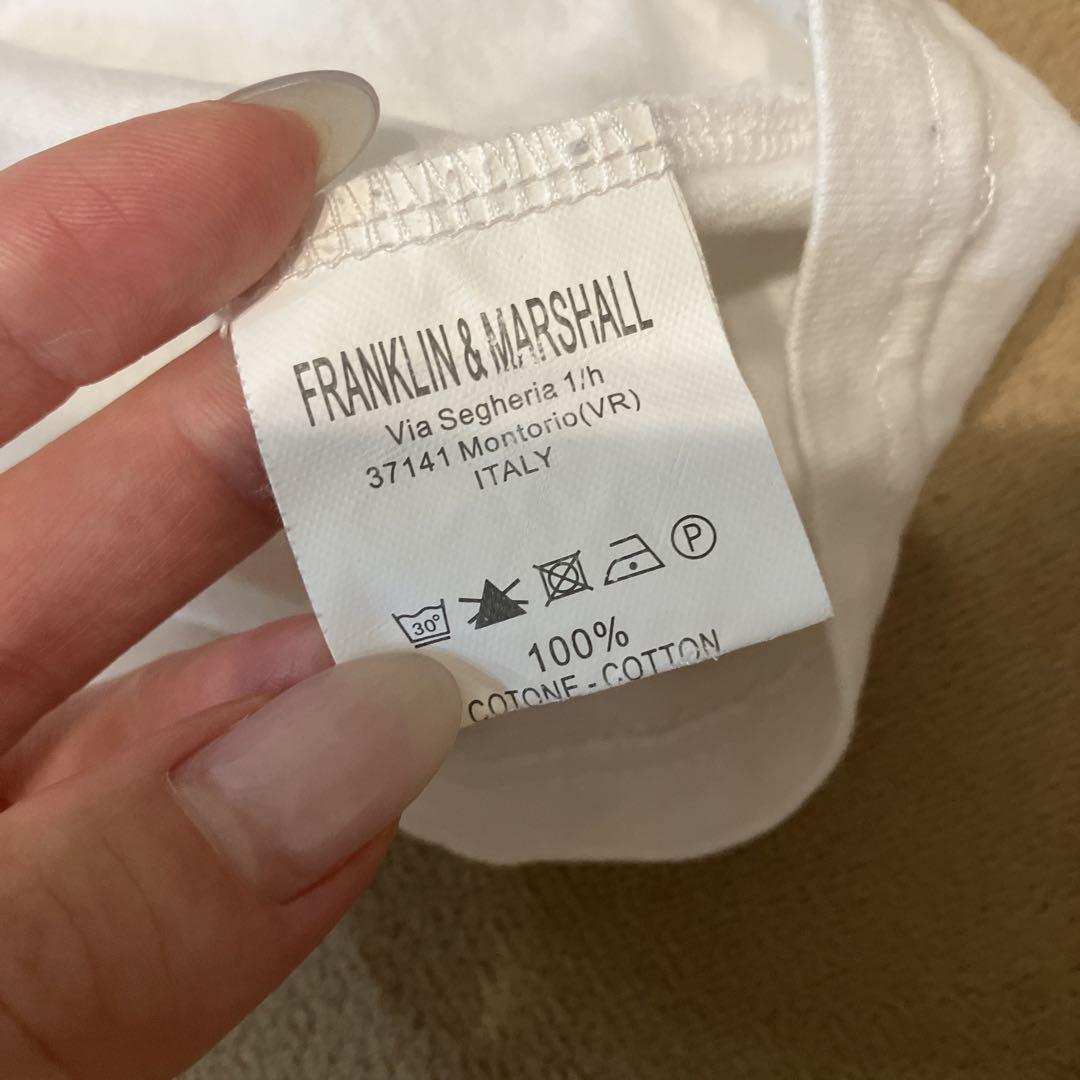 FRANKLIN & MARSHALL
Via Segheria 1/h
37141 Montorio(VR)
ITALY
30°
P
100%
COTONE - COTTON